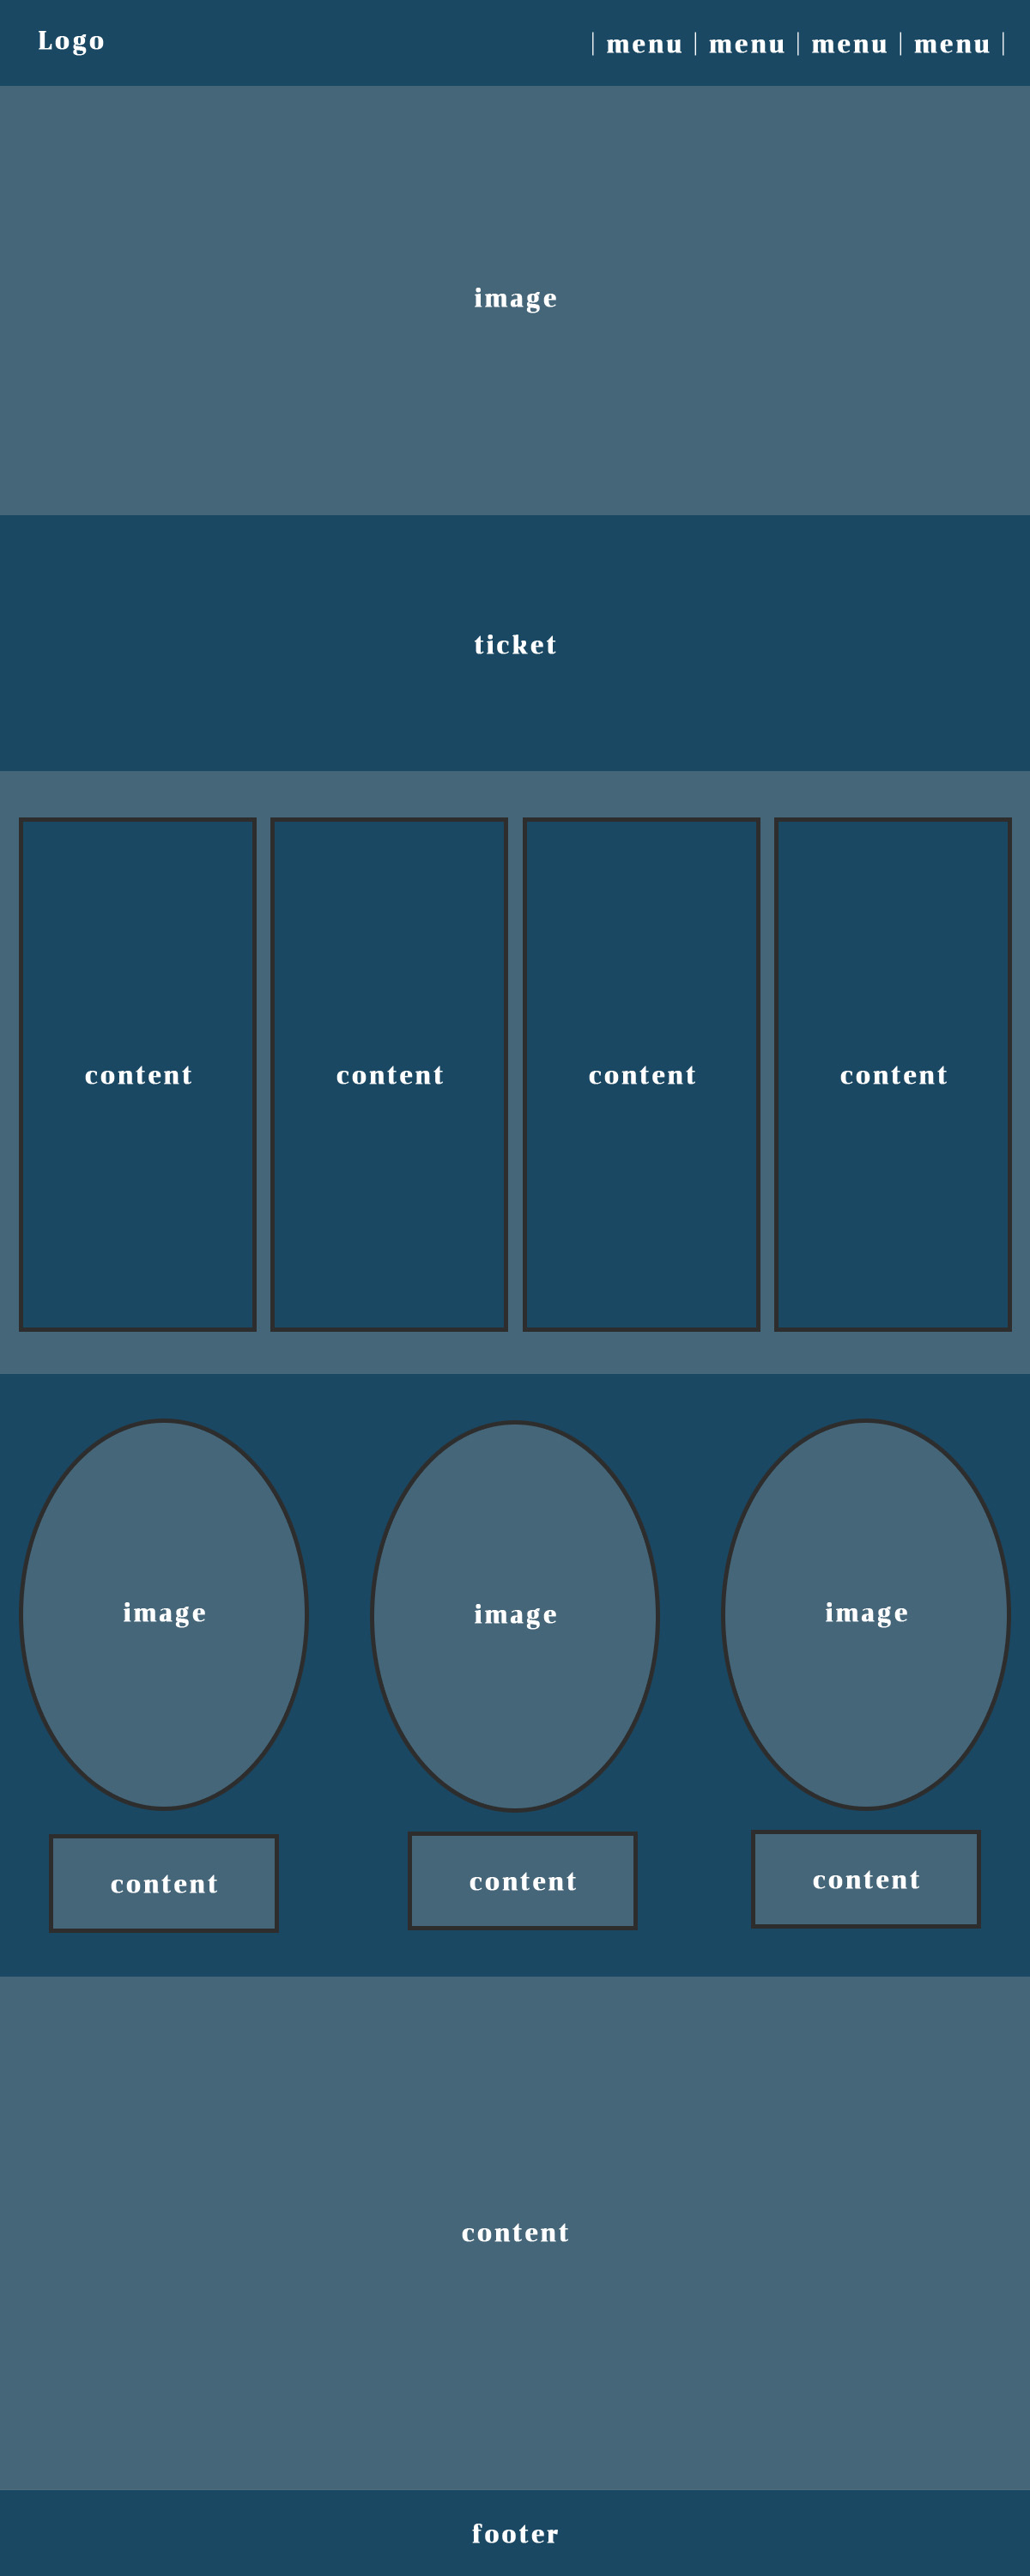 Logo
| menu | menu | menu | menu |
image
ticket
content content content content
image image image
content content content
content
footer